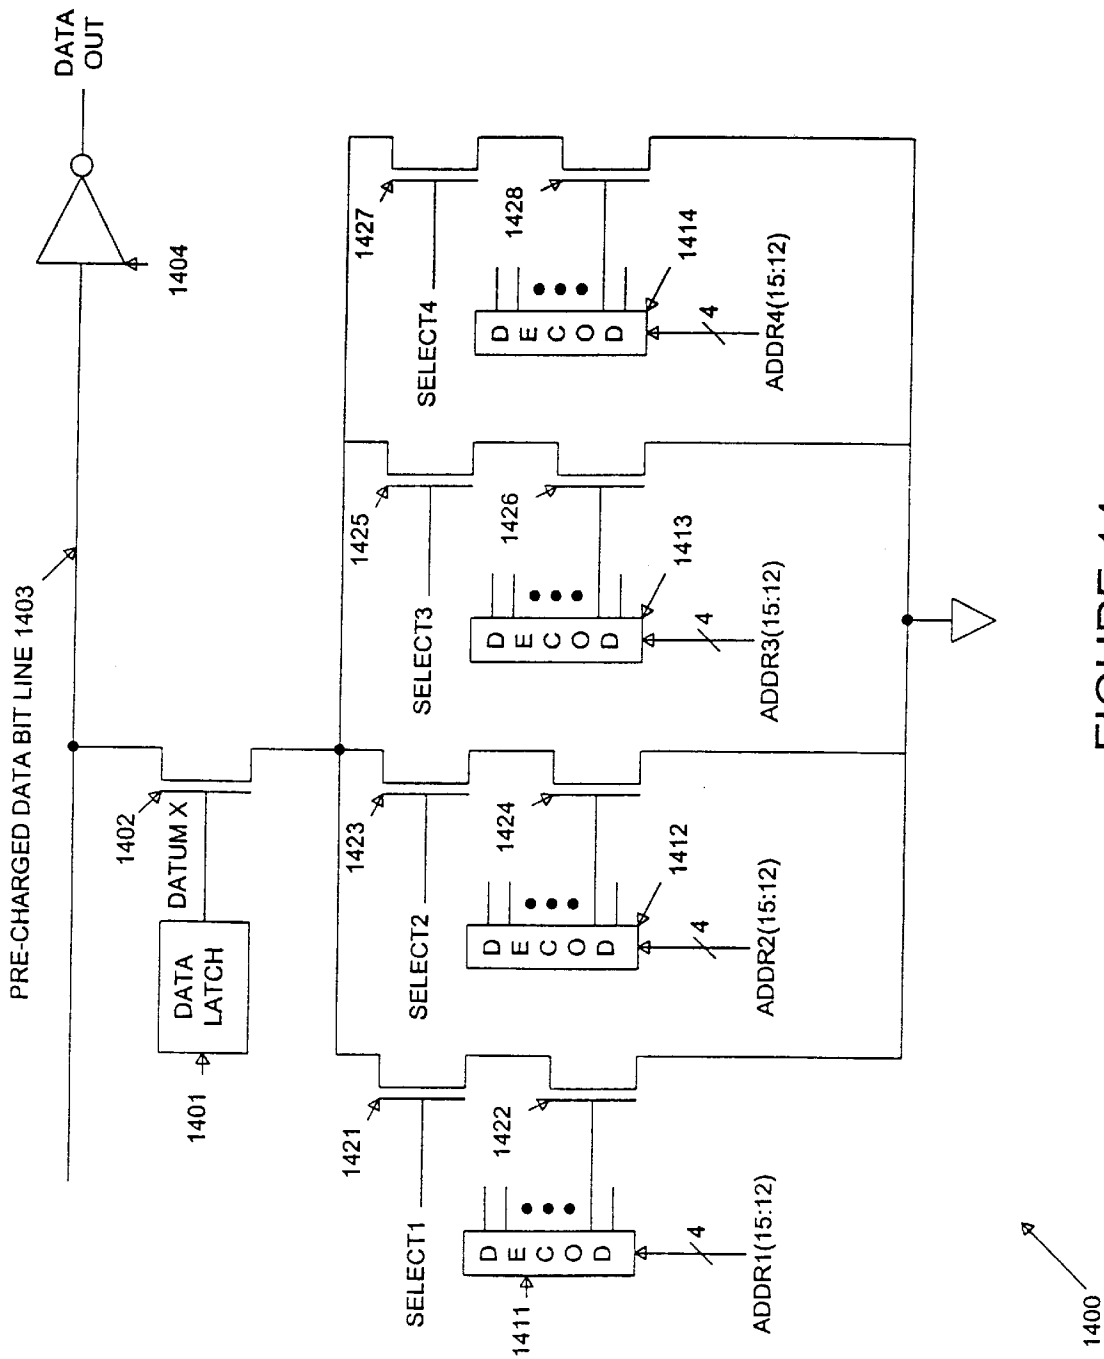 PRE-CHARGED DATA BIT LINE 1403
DATA
OUT
1404
1402
DATUM X
DATA
LATCH
1401
1421
SELECT1
1422
DECOD
1411
4
ADDR1(15:12)
1423
SELECT2
1424
DECOD
1412
4
ADDR2(15:12)
1425
SELECT3
1426
DECOD
1413
4
ADDR3(15:12)
1427
SELECT4
1428
DECOD
1414
4
ADDR4(15:12)
1400